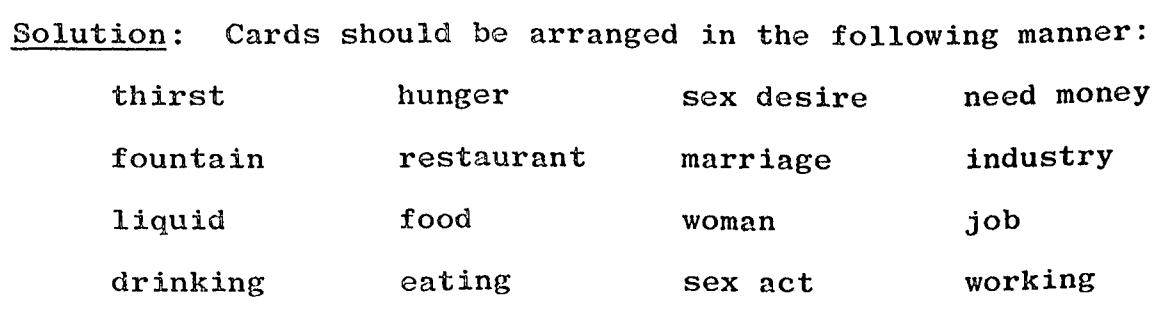 Solution: Cards should be arranged in the following manner:
thirst hunger sex desire need money
fountain restaurant marriage industry
liquid food woman job
drinking eating sex act working